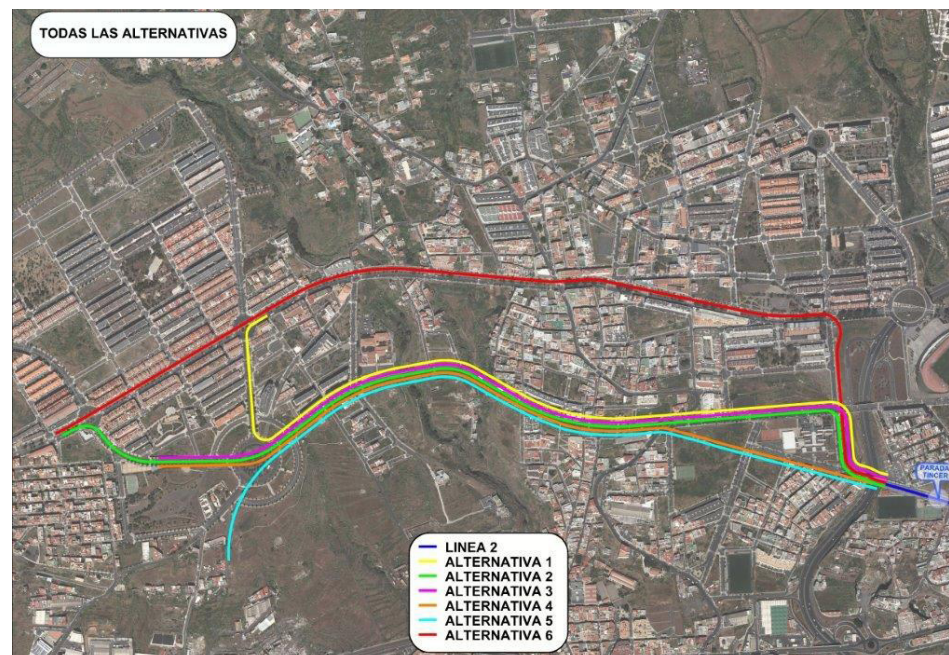 TODAS LAS ALTERNATIVAS
PARADA
TINCER
LINEA 2
ALTERNATIVA 1
ALTERNATIVA 2
ALTERNATIVA 3
ALTERNATIVA 4
ALTERNATIVA 5
ALTERNATIVA 6